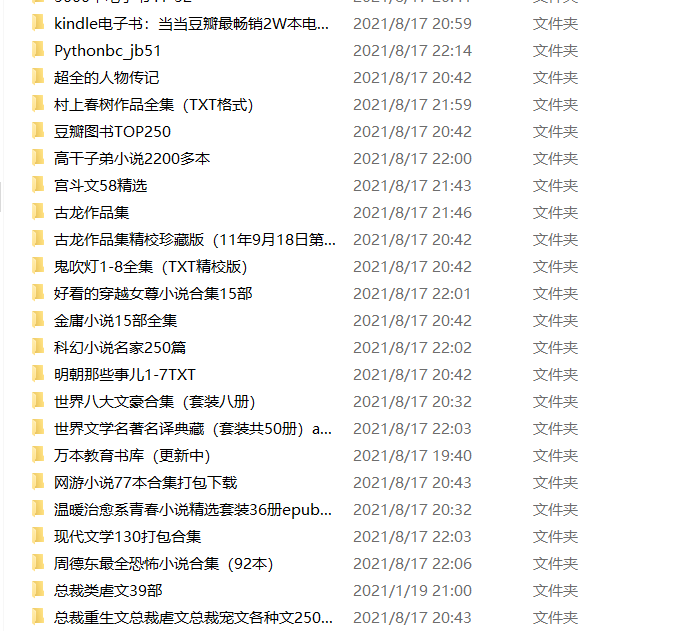 kindle电子书：当当豆瓣最畅销2W本电... 2021/8/17 20:59 文件夹
Pythonbc_jb51 2021/8/17 22:14 文件夹
超全的人物传记 2021/8/17 20:42 文件夹
村上春树作品全集（TXT格式） 2021/8/17 21:59 文件夹
豆瓣图书TOP250 2021/8/17 20:42 文件夹
高干子弟小说2200多本 2021/8/17 22:00 文件夹
宫斗文58精选 2021/8/17 21:43 文件夹
古龙作品集 2021/8/17 21:46 文件夹
古龙作品集精校珍藏版（11年9月18日第... 2021/8/17 20:42 文件夹
鬼吹灯1-8全集（TXT精校版） 2021/8/17 20:42 文件夹
好看的穿越女尊小说合集15部 2021/8/17 22:01 文件夹
金庸小说15部全集 2021/8/17 20:42 文件夹
科幻小说名家250篇 2021/8/17 22:02 文件夹
明朝那些事儿1-7TXT 2021/8/17 20:42 文件夹
世界八大文豪合集（套装八册） 2021/8/17 20:32 文件夹
世界文学名著名译典藏（套装共50册）a... 2021/8/17 22:03 文件夹
万本教育书库（更新中） 2021/8/17 19:40 文件夹
网游小说77本合集打包下载 2021/8/17 20:43 文件夹
温暖治愈系青春小说精选套装36册epub... 2021/8/17 20:32 文件夹
现代文学130打包合集 2021/8/17 22:03 文件夹
周德东最全恐怖小说合集（92本） 2021/8/17 22:06 文件夹
总裁类虐文39部 2021/1/19 21:00 文件夹
总裁重生文总裁虐文总裁宠文各种文250... 2021/8/17 20:43 文件夹